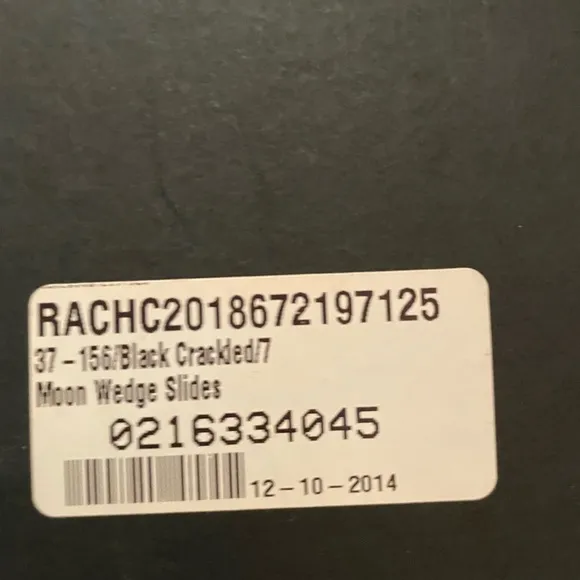 RACHC2018672197125
37-156/Black Crackled/7
Moon Wedge Slides
0216334045
12-10-2014